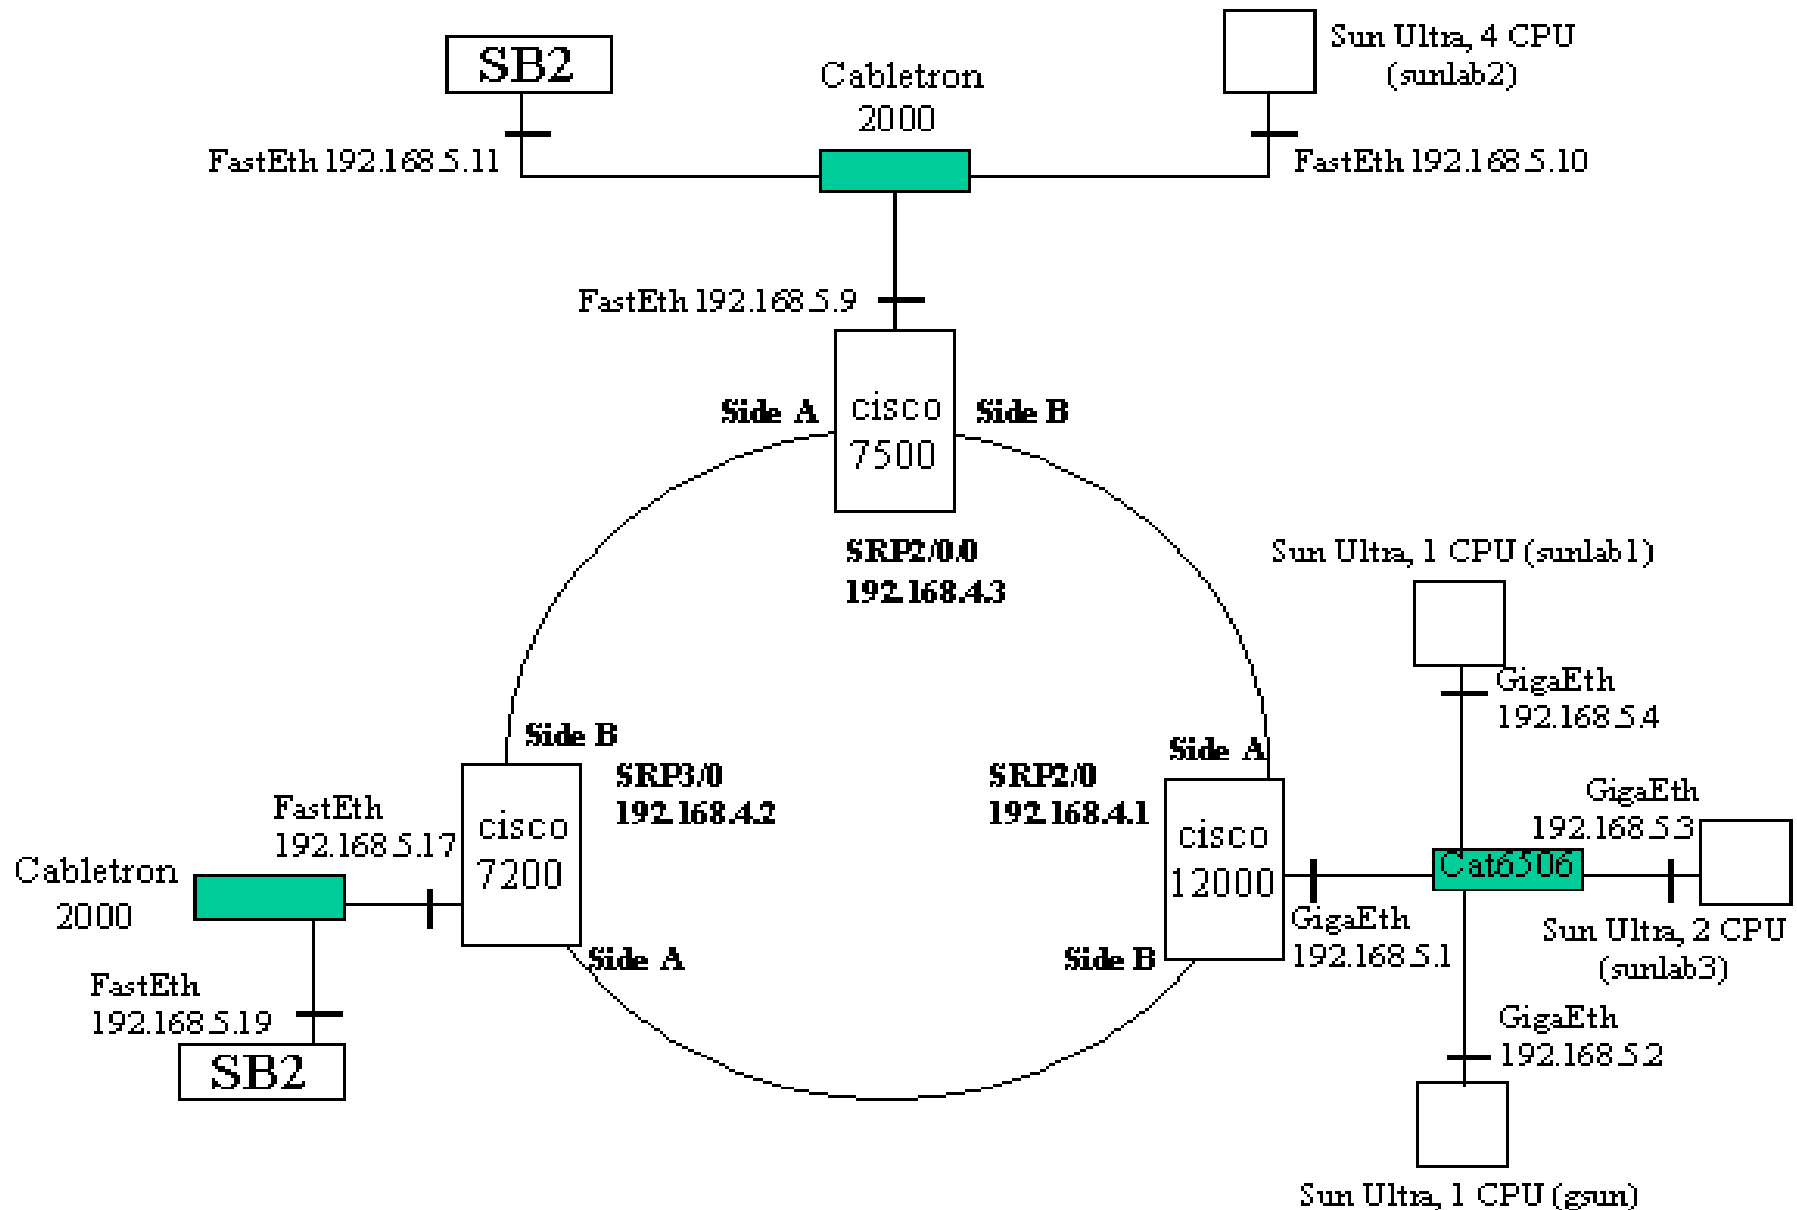 SB2
Cabletron
2000
Sun Ultra, 4 CPU
(sunlab2)
FastEth 192.168.5.11
FastEth 192.168.5.10
FastEth 192.168.5.9
Side A
cisco
7500
Side B
SRP2/0.0
192.168.4.3
Sun Ultra, 1 CPU (sunlab1)
GigaEth
192.168.5.4
Side B
SRP3/0
192.168.4.2
Side A
SRP2/0
192.168.4.1
FastEth
192.168.5.17
cisco
7200
cisco
12000
GigaEth
192.168.5.3
Cat6506
Cabletron
2000
Side A
Side B
GigaEth
192.168.5.1
Sun Ultra, 2 CPU
(sunlab3)
FastEth
192.168.5.19
SB2
GigaEth
192.168.5.2
Sun Ultra, 1 CPU (gsun)